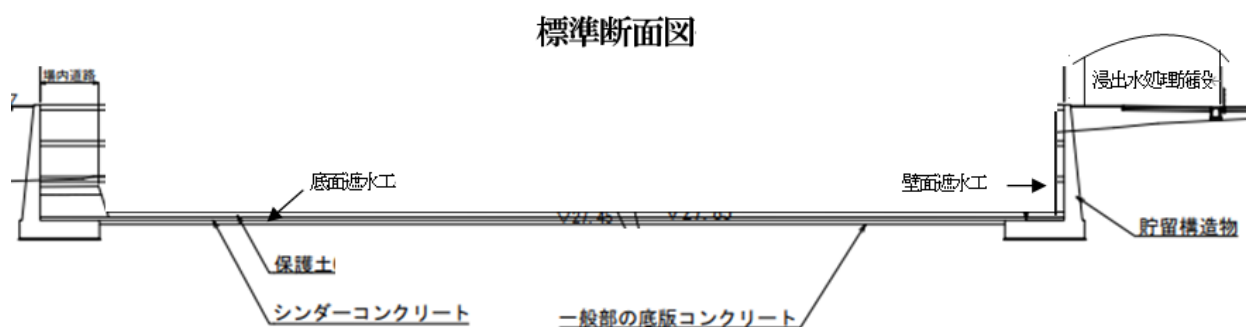 標準断面図
場内道路
浸出水処理施設
7
底面遮水工
壁面遮水工
貯留構造物
保護土
シンダーコンクリート
一般部の底版コンクリート